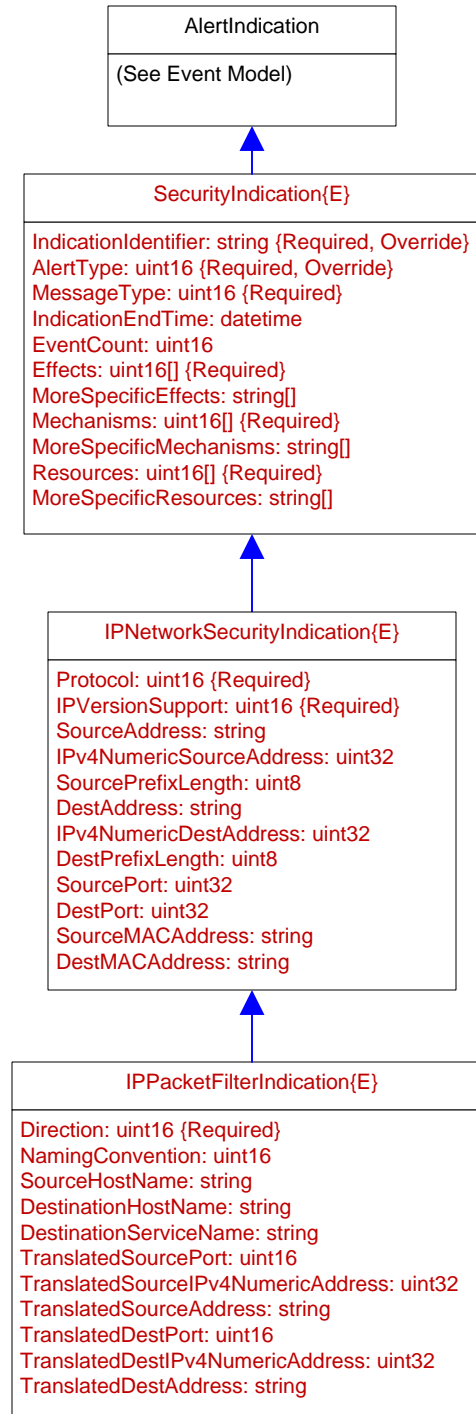 AlertIndication
(See Event Model)
SecurityIndication{E}
IndicationIdentifier: string {Required, Override}
AlertType: uint16 {Required, Override}
MessageType: uint16 {Required}
IndicationEndTime: datetime
EventCount: uint16
Effects: uint16[] {Required}
MoreSpecificEffects: string[]
Mechanisms: uint16[] {Required}
MoreSpecificMechanisms: string[]
Resources: uint16[] {Required}
MoreSpecificResources: string[]
IPNetworkSecurityIndication{E}
Protocol: uint16 {Required}
IPVersionSupport: uint16 {Required}
SourceAddress: string
IPv4NumericSourceAddress: uint32
SourcePrefixLength: uint8
DestAddress: string
IPv4NumericDestAddress: uint32
DestPrefixLength: uint8
SourcePort: uint32
DestPort: uint32
SourceMACAddress: string
DestMACAddress: string
IPPacketFilterIndication{E}
Direction: uint16 {Required}
NamingConvention: uint16
SourceHostName: string
DestinationHostName: string
DestinationServiceName: string
TranslatedSourcePort: uint16
TranslatedSourceIPv4NumericAddress: uint32
TranslatedSourceAddress: string
TranslatedDestPort: uint16
TranslatedDestIPv4NumericAddress: uint32
TranslatedDestAddress: string